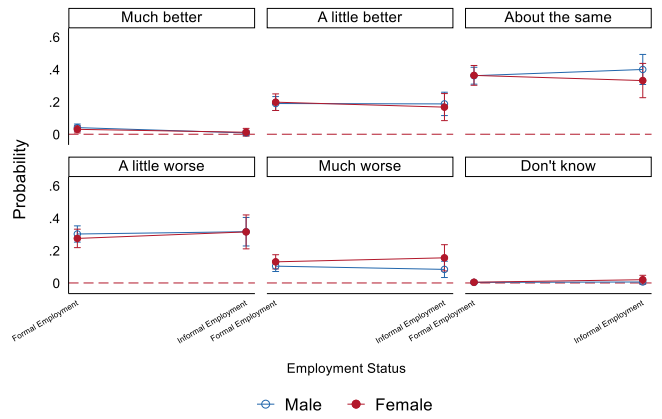 Much better
A little better
About the same
.6
.4
.2
0
A little worse
Much worse
Don't know
.6
.4
.2
0
Probability
Formal Employment
Informal Employment
Formal Employment
Informal Employment
Formal Employment
Informal Employment
Employment Status
Male
Female